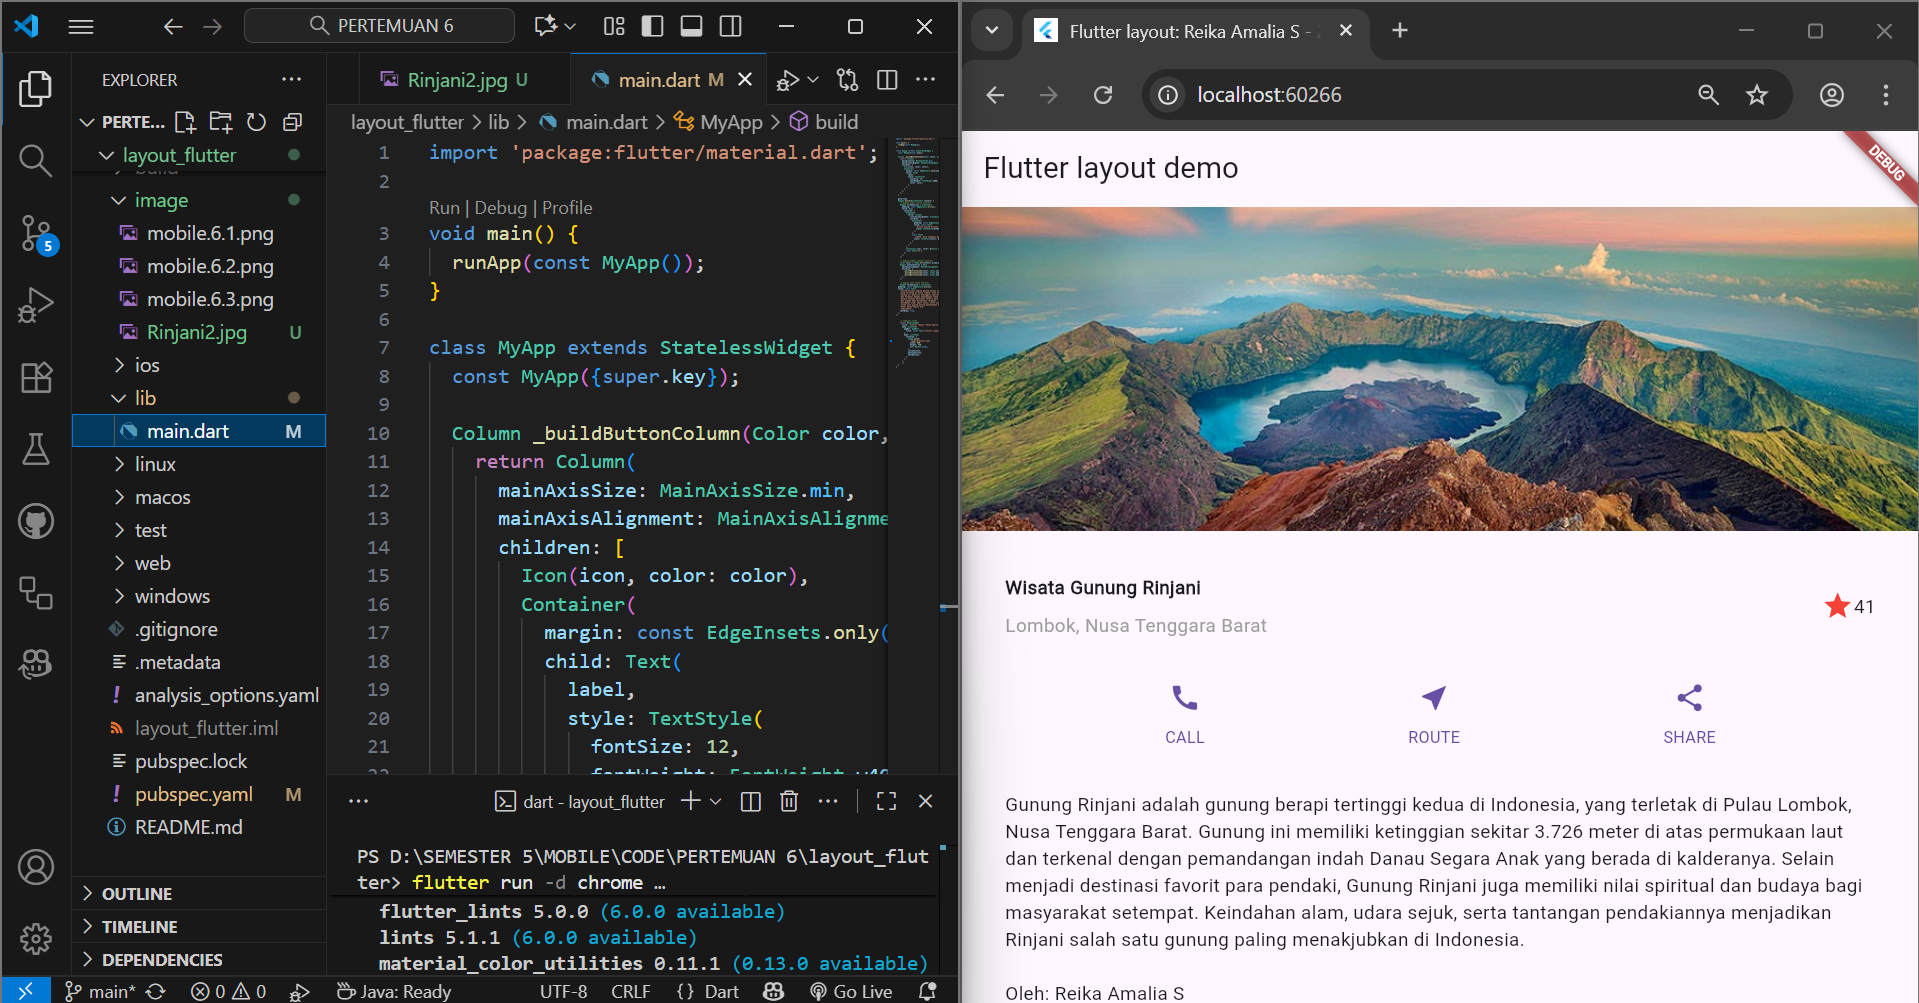 PERTEMUAN 6
EXPLORER
PERTE...
layout_flutter
image
mobile.6.1.png
mobile.6.2.png
mobile.6.3.png
Rinjani2.jpg U
ios
lib
main.dart M
linux
macos
test
web
windows
.gitignore
.metadata
analysis_options.yaml
layout_flutter.iml
pubspec.lock
pubspec.yaml M
README.md
OUTLINE
TIMELINE
DEPENDENCIES
5
Rinjani2.jpg U
main.dart M
layout_flutter > lib > main.dart > MyApp > build
1 import 'package:flutter/material.dart';
2
Run | Debug | Profile
3 void main() {
4 runApp(const MyApp());
5 }
6
7 class MyApp extends StatelessWidget {
8 const MyApp({super.key});
9
10 Column _buildButtonColumn(Color color,
11 return Column(
12 mainAxisSize: MainAxisSize.min,
13 mainAxisAlignment: MainAxisAlignme
14 children: [
15 Icon(icon, color: color),
16 Container(
17 margin: const EdgeInsets.only(
18 child: Text(
19 label,
20 style: TextStyle(
21 fontSize: 12,
dart - layout_flutter
PS D:\SEMESTER 5\MOBILE\CODE\PERTEMUAN 6\layout_flut
ter> flutter run -d chrome …
flutter_lints 5.0.0 (6.0.0 available)
lints 5.1.1 (6.0.0 available)
material_color_utilities 0.11.1 (0.13.0 available)
main* 0 0 Java: Ready UTF-8 CRLF {} Dart Go Live
Flutter layout: Reika Amalia S -
localhost:60266
Flutter layout demo
DEBUG
Wisata Gunung Rinjani
Lombok, Nusa Tenggara Barat
41
CALL ROUTE SHARE
Gunung Rinjani adalah gunung berapi tertinggi kedua di Indonesia, yang terletak di Pulau Lombok,
Nusa Tenggara Barat. Gunung ini memiliki ketinggian sekitar 3.726 meter di atas permukaan laut
dan terkenal dengan pemandangan indah Danau Segara Anak yang berada di kalderanya. Selain
menjadi destinasi favorit para pendaki, Gunung Rinjani juga memiliki nilai spiritual dan budaya bagi
masyarakat setempat. Keindahan alam, udara sejuk, serta tantangan pendakiannya menjadikan
Rinjani salah satu gunung paling menakjubkan di Indonesia.
Oleh: Reika Amalia S